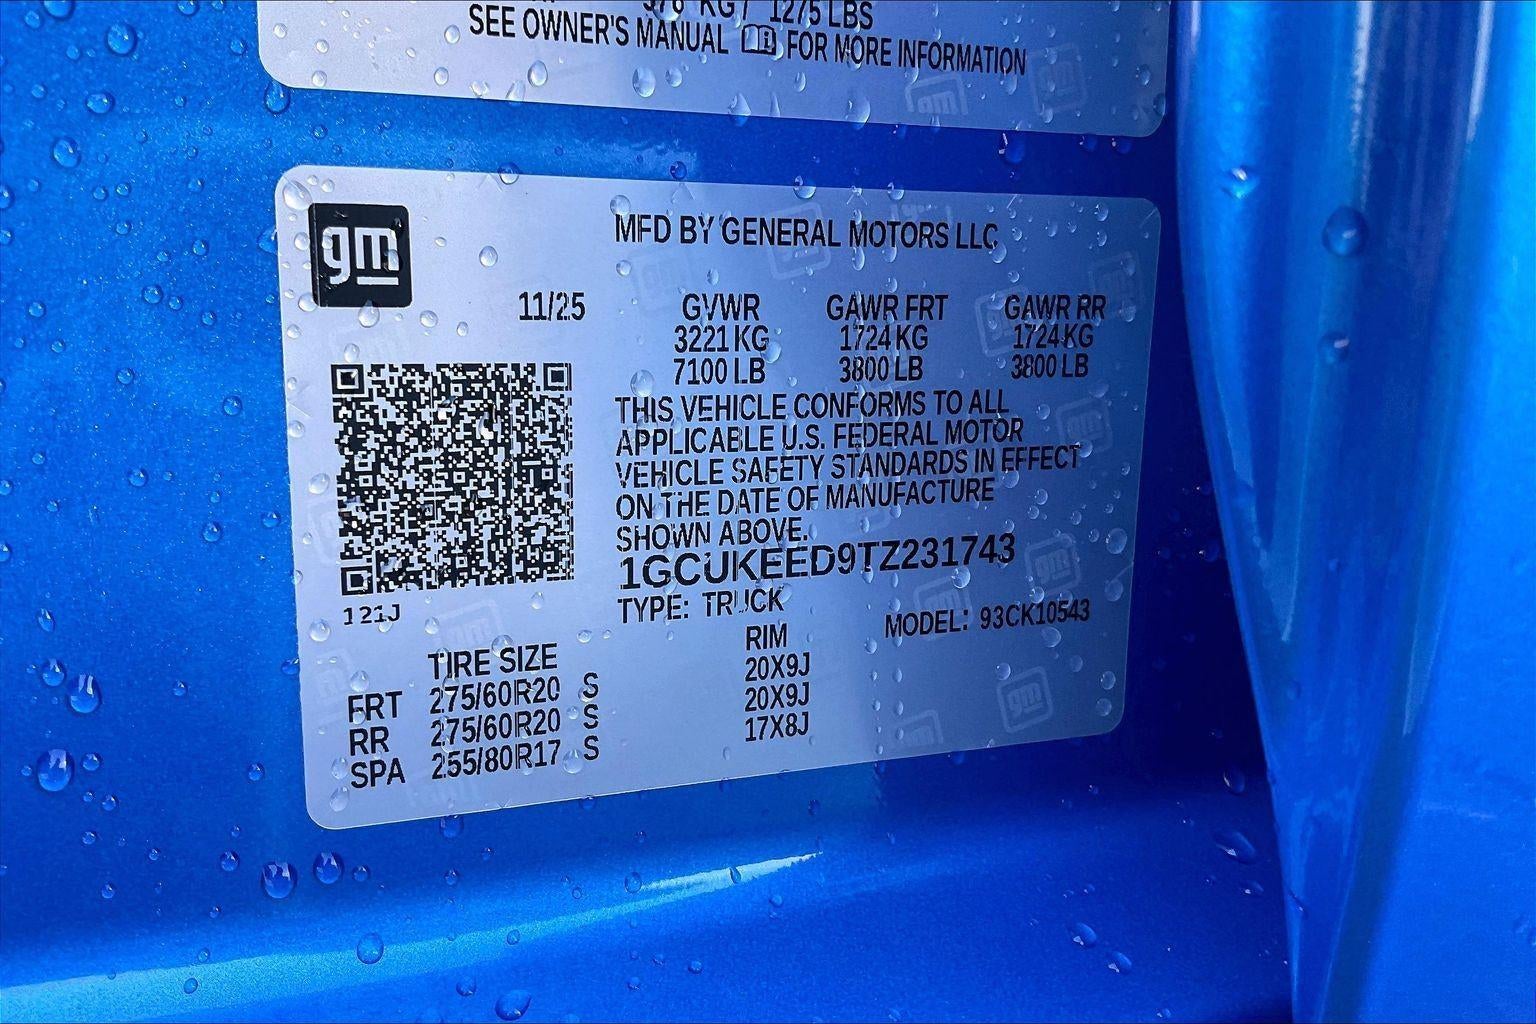 1275 LBS
SEE OWNER'S MANUAL FOR MORE INFORMATION
gm
MFD BY GENERAL MOTORS LLC
11/25 GVWR GAWR FRT GAWR RR
3221 KG 1724 KG 1724 KG
7100 LB 3800 LB 3800 LB
THIS VEHICLE CONFORMS TO ALL
APPLICABLE U.S. FEDERAL MOTOR
VEHICLE SAFETY STANDARDS IN EFFECT
ON THE DATE OF MANUFACTURE
SHOWN ABOVE.
1GCUKEED9TZ231743
121J
TYPE: TRUCK MODEL: 93CK10543
TIRE SIZE RIM
FRT 275/60R20 S 20X9J
RR 275/60R20 S 20X9J
SPA 255/80R17 S 17X8J